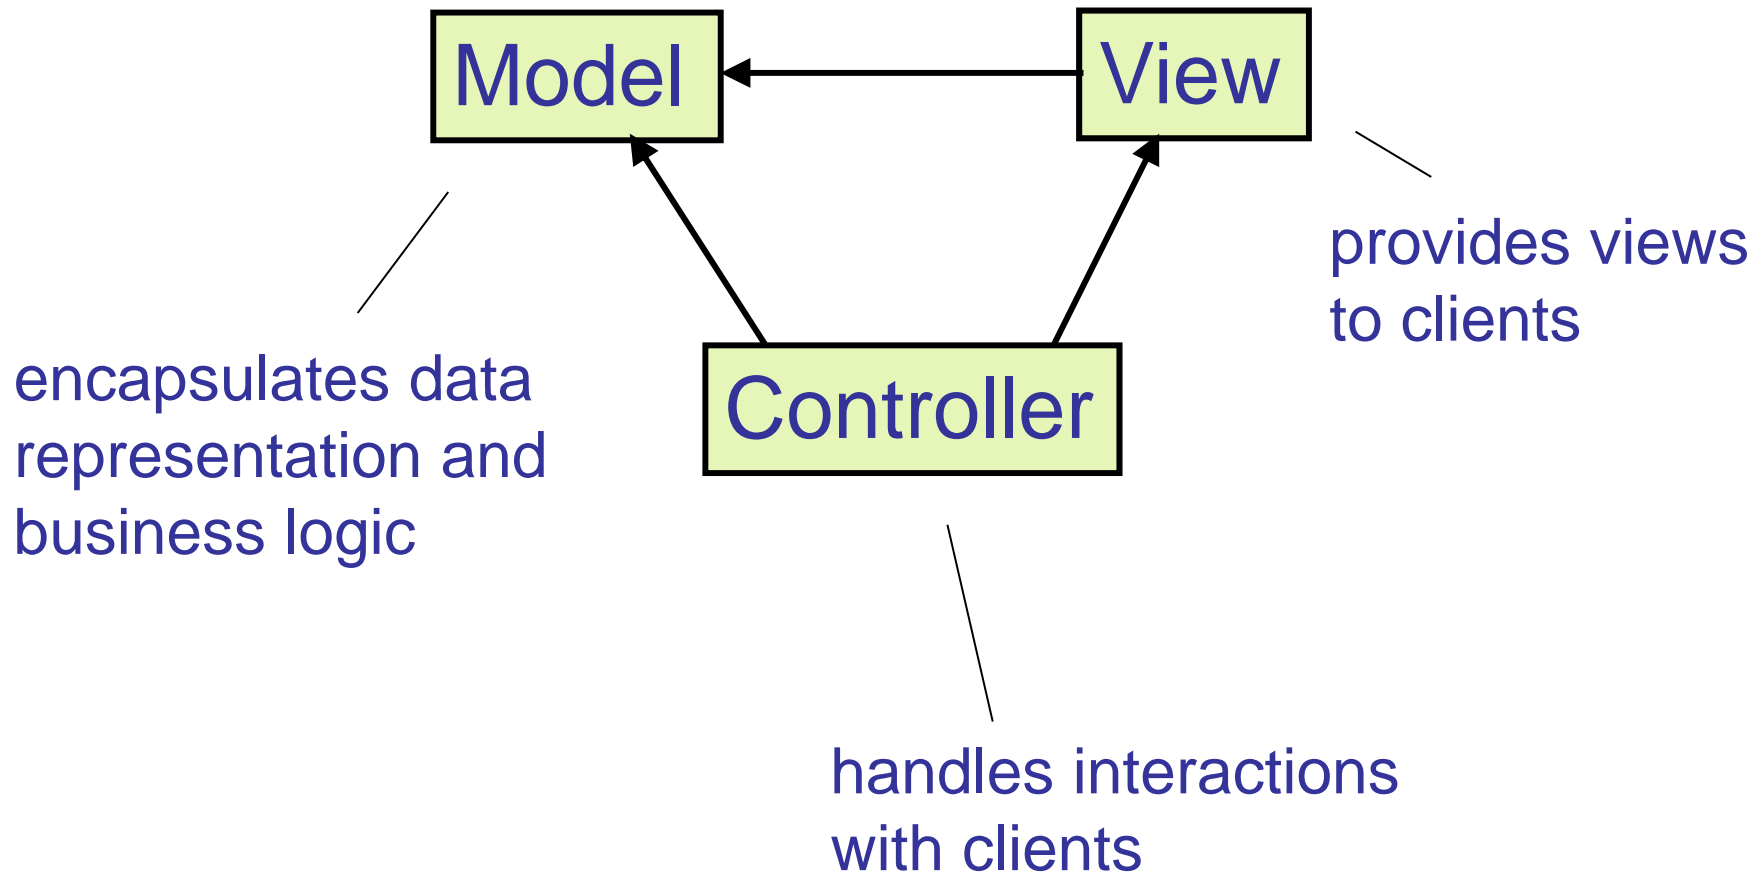 Model
View
provides views
to clients
encapsulates data
representation and
business logic
Controller
handles interactions
with clients